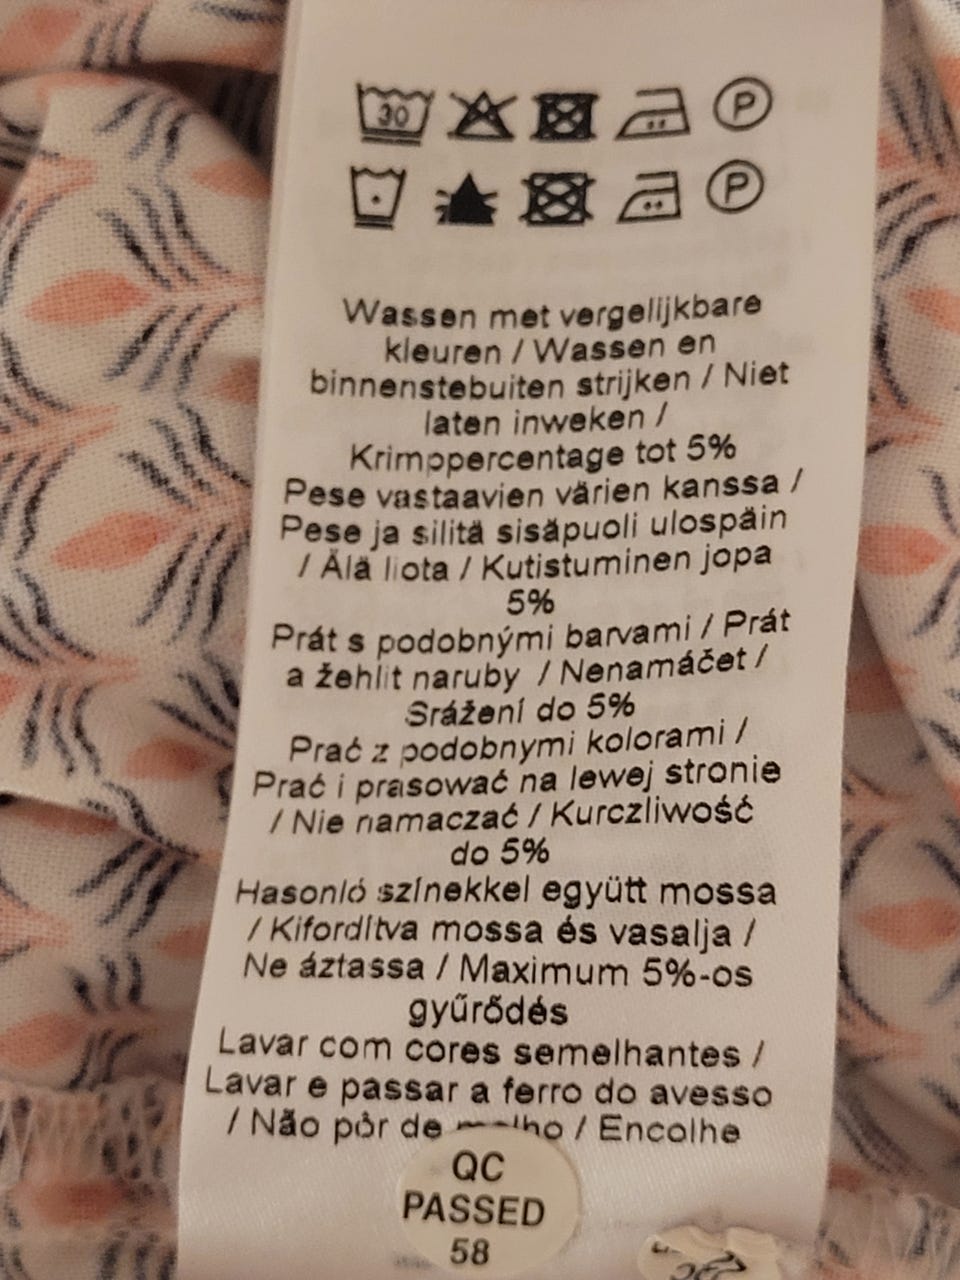 30 P
P
Wassen met vergelijkbare
kleuren / Wassen en
binnenstebuiten strijken / Niet
laten inweken /
Krimppercentage tot 5%
Pese vastaavien värien kanssa /
Pese ja silitä sisäpuoli ulospäin
/ Älä liota / Kutistuminen jopa
5%
Prát s podobnými barvami / Prát
a žehlit naruby / Nenamáčet /
Srážení do 5%
Prać z podobnymi kolorami /
Prać i prasować na lewej stronie
/ Nie namaczać / Kurczliwość
do 5%
Hasonló színekkel együtt mossa
/ Kifordítva mossa és vasalja /
Ne áztassa / Maximum 5%-os
gyűrődés
Lavar com cores semelhantes /
Lavar e passar a ferro do avesso
/ Não pôr de / Encolhe
QC
PASSED
58